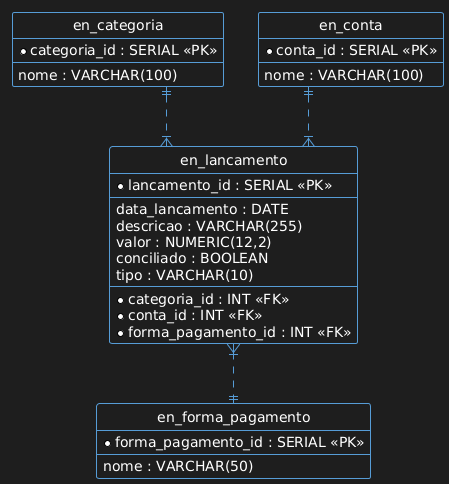 en_categoria
categoria_id : SERIAL «PK»
nome : VARCHAR(100)
en_conta
conta_id : SERIAL «PK»
nome : VARCHAR(100)
en_lancamento
lancamento_id : SERIAL «PK»
data_lancamento : DATE
descricao : VARCHAR(255)
valor : NUMERIC(12,2)
conciliado : BOOLEAN
tipo : VARCHAR(10)
categoria_id : INT «FK»
conta_id : INT «FK»
forma_pagamento_id : INT «FK»
en_forma_pagamento
forma_pagamento_id : SERIAL «PK»
nome : VARCHAR(50)